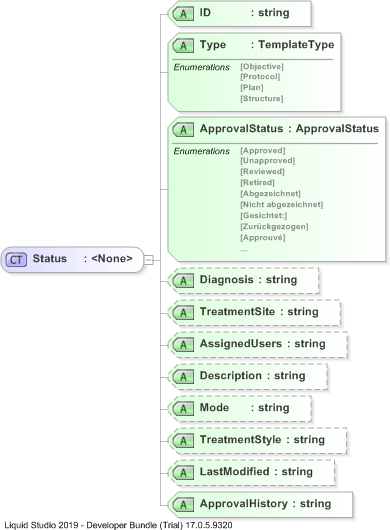 A ID : string
A Type : TemplateType
Enumerations [Objective]
[Protocol]
[Plan]
[Structure]
A ApprovalStatus : ApprovalStatus
Enumerations [Approved]
[Unapproved]
[Reviewed]
[Retired]
[Abgezeichnet]
[Nicht abgezeichnet]
[Gesichtet:]
[Zurückgezogen]
[Approuvé]
...
CT Status : <None>
A Diagnosis : string
A TreatmentSite : string
A AssignedUsers : string
A Description : string
A Mode : string
A TreatmentStyle : string
A LastModified : string
A ApprovalHistory : string
Liquid Studio 2019 - Developer Bundle (Trial) 17.0.5.9320